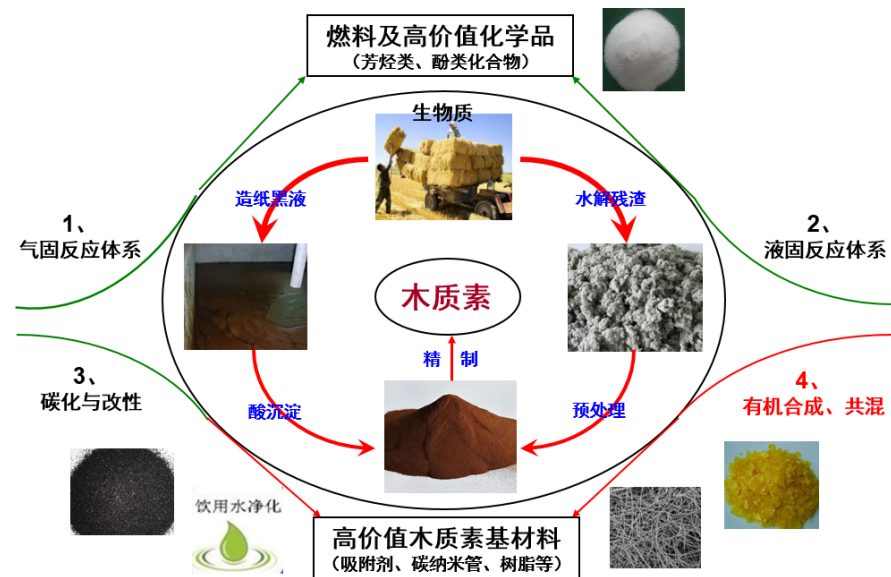 燃料及高价值化学品
（芳烃类、酚类化合物）
生物质
造纸黑液
水解残渣
1、
气固反应体系
2、
液固反应体系
木质素
精 制
3、
碳化与改性
4、
有机合成、共混
酸沉淀
预处理
饮用水净化
高价值木质素基材料
（吸附剂、碳纳米管、树脂等）